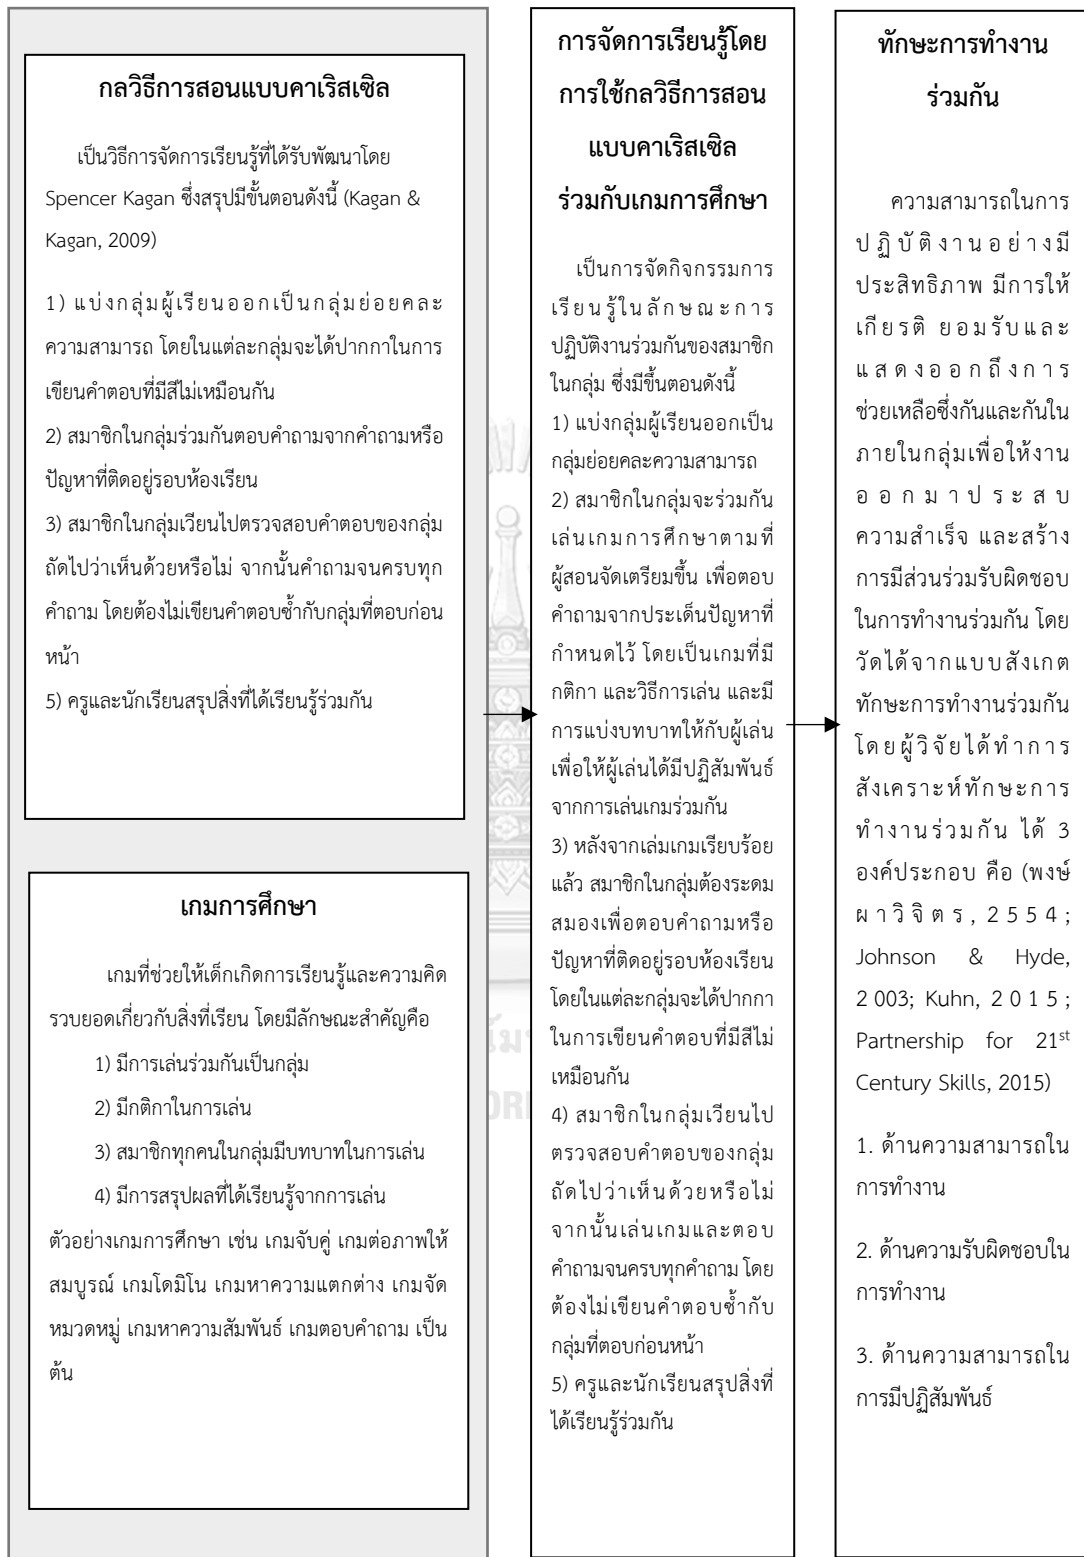 กลวิธีการสอนแบบคาเริสเซิล
เป็นวิธีการจัดการเรียนรู้ที่ได้รับพัฒนาโดย
Spencer Kagan ซึ่งสรุปมีขั้นตอนดังนี้ (Kagan &
Kagan, 2009)
1) แบ่งกลุ่มผู้เรียนออกเป็นกลุ่มย่อยคละ
ความสามารถ โดยในแต่ละกลุ่มจะได้ปากกาในการ
เขียนคำตอบที่มีสีไม่เหมือนกัน
2) สมาชิกในกลุ่มร่วมกันตอบคำถามจากคำถามหรือ
ปัญหาที่ติดอยู่รอบห้องเรียน
3) สมาชิกในกลุ่มเวียนไปตรวจสอบคำตอบของกลุ่ม
ถัดไปว่าเห็นด้วยหรือไม่ จากนั้นคำถามจนครบทุก
คำถาม โดยต้องไม่เขียนคำตอบซ้ำกับกลุ่มที่ตอบก่อน
หน้า
5) ครูและนักเรียนสรุปสิ่งที่ได้เรียนรู้ร่วมกัน
เกมการศึกษา
เกมที่ช่วยให้เด็กเกิดการเรียนรู้และความคิด
รวบยอดเกี่ยวกับสิ่งที่เรียน โดยมีลักษณะสำคัญคือ
1) มีการเล่นร่วมกันเป็นกลุ่ม
2) มีกติกาในการเล่น
3) สมาชิกทุกคนในกลุ่มมีบทบาทในการเล่น
4) มีการสรุปผลที่ได้เรียนรู้จากการเล่น
ตัวอย่างเกมการศึกษา เช่น เกมจับคู่ เกมต่อภาพให้
สมบูรณ์ เกมโดมิโน เกมหาความแตกต่าง เกมจัด
หมวดหมู่ เกมหาความสัมพันธ์ เกมตอบคำถาม เป็น
ต้น
การจัดการเรียนรู้โดย
การใช้กลวิธีการสอน
แบบคาเริสเซิล
ร่วมกับเกมการศึกษา
เป็นการจัดกิจกรรมการ
เรียนรู้ในลักษณะการ
ปฏิบัติงานร่วมกันของสมาชิก
ในกลุ่ม ซึ่งมีขึ้นตอนดังนี้
1) แบ่งกลุ่มผู้เรียนออกเป็น
กลุ่มย่อยคละความสามารถ
2) สมาชิกในกลุ่มจะร่วมกัน
เล่นเกมการศึกษาตามที่
ผู้สอนจัดเตรียมขึ้น เพื่อตอบ
คำถามจากประเด็นปัญหาที่
กำหนดไว้ โดยเป็นเกมที่มี
กติกา และวิธีการเล่น และมี
การแบ่งบทบาทให้กับผู้เล่น
เพื่อให้ผู้เล่นได้มีปฏิสัมพันธ์
จากการเล่นเกมร่วมกัน
3) หลังจากเล่มเกมเรียบร้อย
แล้ว สมาชิกในกลุ่มต้องระดม
สมองเพื่อตอบคำถามหรือ
ปัญหาที่ติดอยู่รอบห้องเรียน
โดยในแต่ละกลุ่มจะได้ปากกา
ในการเขียนคำตอบที่มีสีไม่
เหมือนกัน
4) สมาชิกในกลุ่มเวียนไป
ตรวจสอบคำตอบของกลุ่ม
ถัดไปว่าเห็นด้วยหรือไม่
จากนั้นเล่นเกมและตอบ
คำถามจนครบทุกคำถาม โดย
ต้องไม่เขียนคำตอบซ้ำกับ
กลุ่มที่ตอบก่อนหน้า
5) ครูและนักเรียนสรุปสิ่งที่
ได้เรียนรู้ร่วมกัน
ทักษะการทำงาน
ร่วมกัน
ความสามารถในการ
ปฏิบัติงานอย่างมี
ประสิทธิภาพ มีการให้
เกียรติ ยอมรับและ
แสดงออกถึงการ
ช่วยเหลือซึ่งกันและกันใน
ภายในกลุ่มเพื่อให้งาน
ออกมาประสบ
ความสำเร็จ และสร้าง
การมีส่วนร่วมรับผิดชอบ
ในการทำงานร่วมกัน โดย
วัดได้จากแบบสังเกต
ทักษะการทำงานร่วมกัน
โดยผู้วิจัยได้ทำการ
สังเคราะห์ทักษะการ
ทำงานร่วมกัน ได้ 3
องค์ประกอบ คือ (พงษ์
ผาวิจิตร, 2554;
Johnson & Hyde,
2003; Kuhn, 2015;
Partnership for 21st
Century Skills, 2015)
1. ด้านความสามารถใน
การทำงาน
2. ด้านความรับผิดชอบใน
การทำงาน
3. ด้านความสามารถใน
การมีปฏิสัมพันธ์